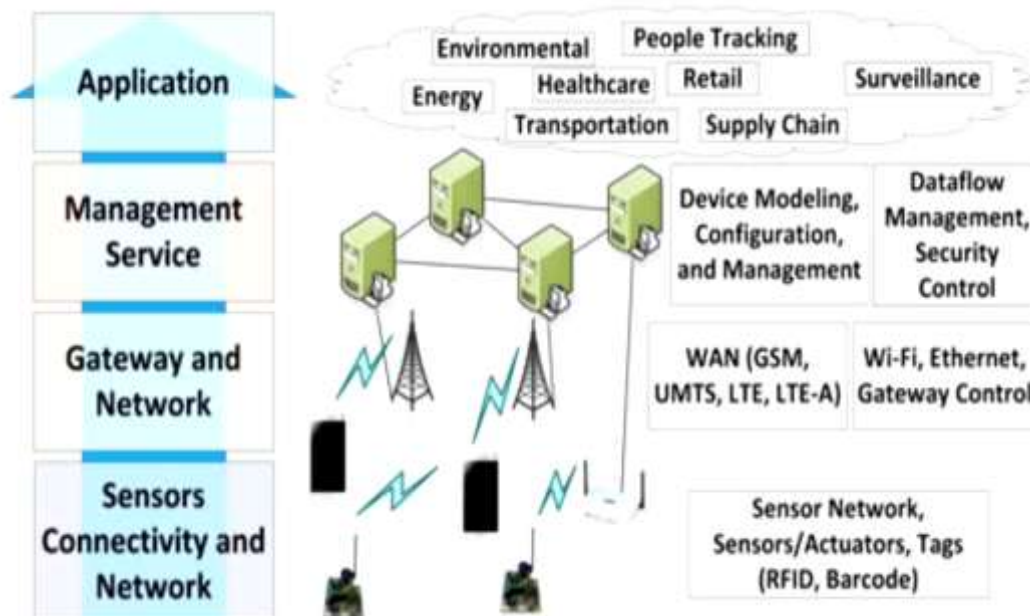 Application
Environmental
People Tracking
Energy
Healthcare
Retail
Surveillance
Transportation
Supply Chain
Management
Service
Device Modeling,
Configuration,
and Management
Dataflow
Management,
Security
Control
Gateway and
Network
WAN (GSM,
UMTS, LTE, LTE-A)
Wi-Fi, Ethernet,
Gateway Control
Sensors
Connectivity and
Network
Sensor Network,
Sensors/Actuators, Tags
(RFID, Barcode)